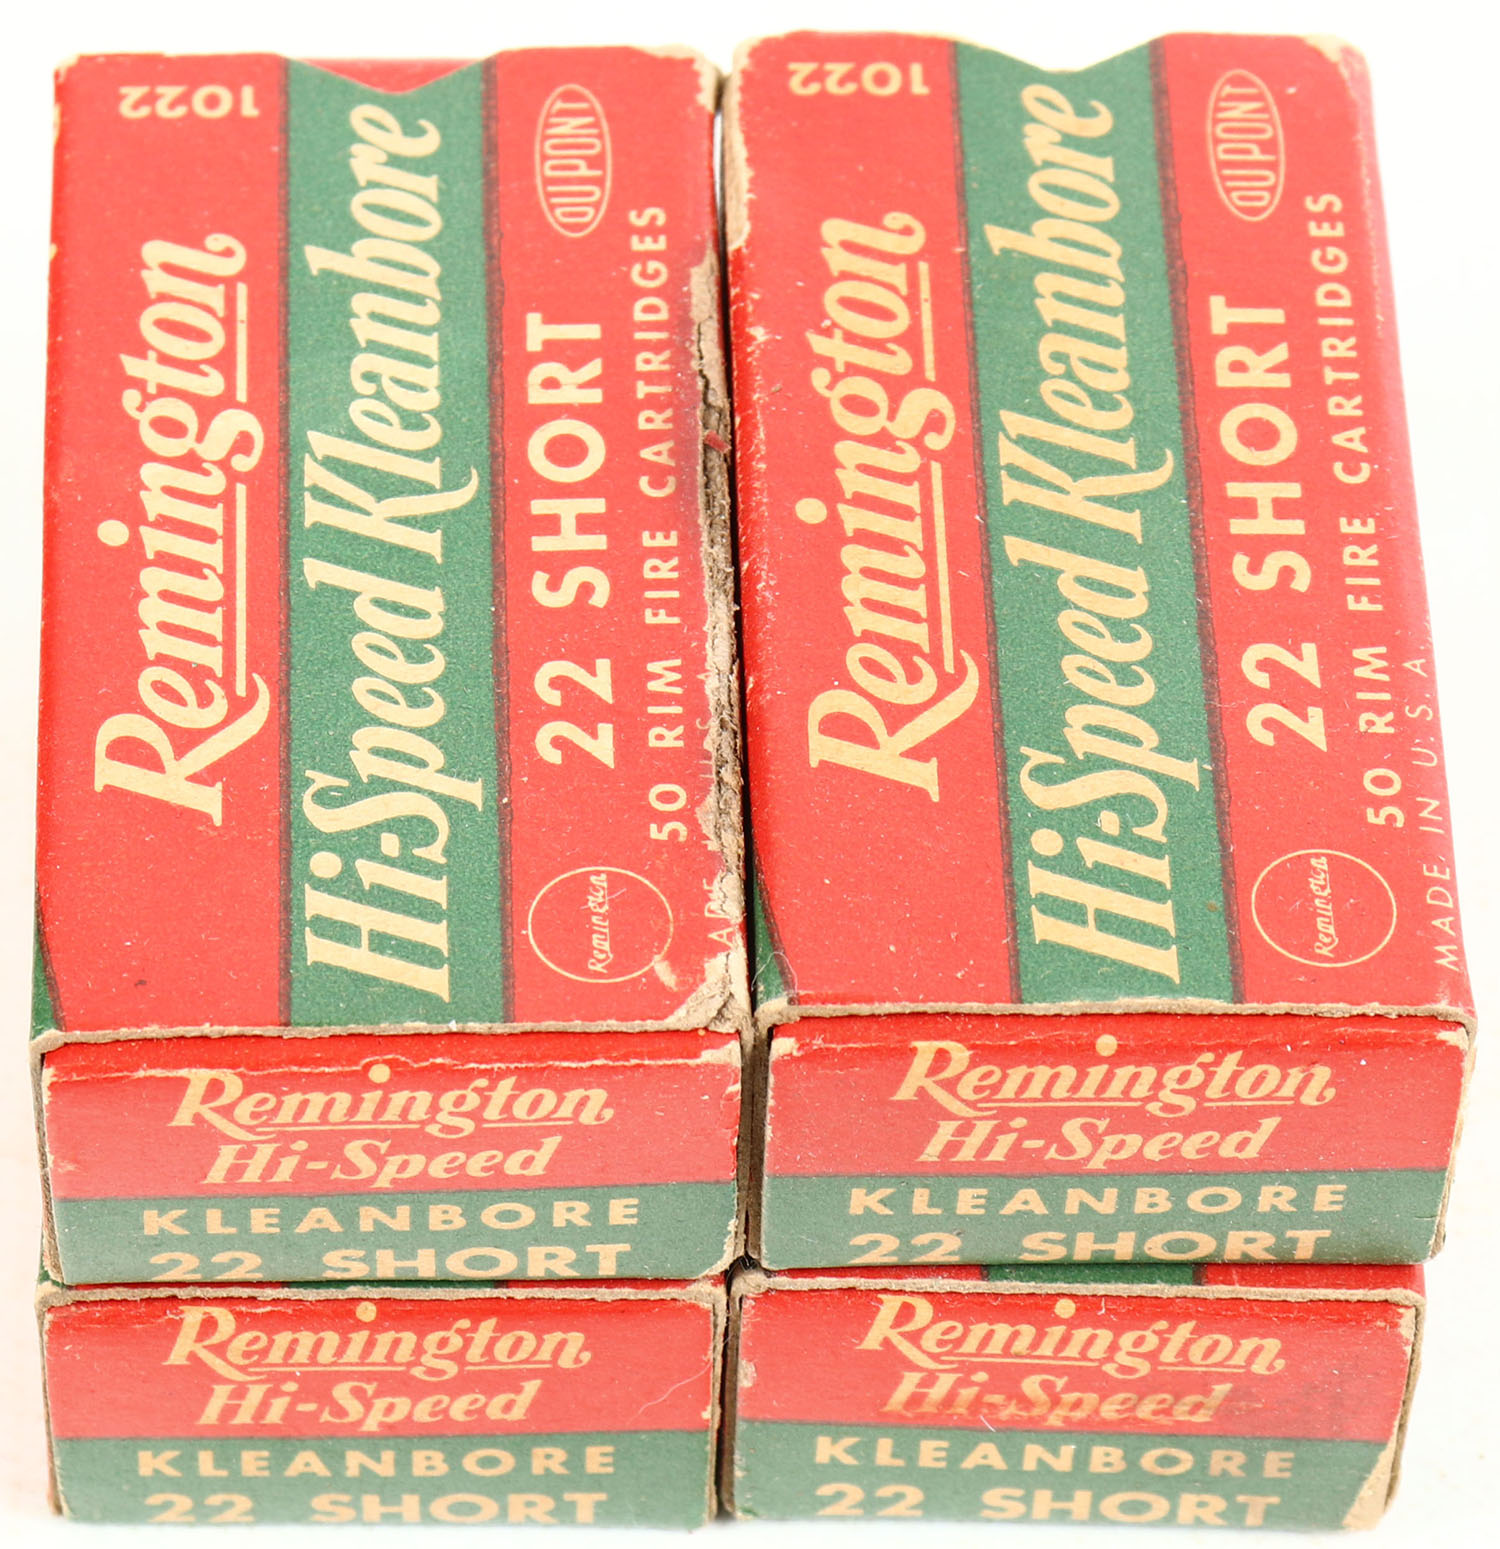 1022
Remington
Hi-Speed Kleanbore
22 SHORT
DUPONT
50 RIM FIRE CARTRIDGES
Remington
1022
Remington
Hi-Speed Kleanbore
22 SHORT
DUPONT
50 RIM FIRE CARTRIDGES
MADE IN U.S.A.
Remington
Remington
Hi-Speed
KLEANBORE
22 SHORT
Remington
Hi-Speed
KLEANBORE
22 SHORT
Remington
Hi-Speed
KLEANBORE
22 SHORT
Remington
Hi-Speed
KLEANBORE
22 SHORT